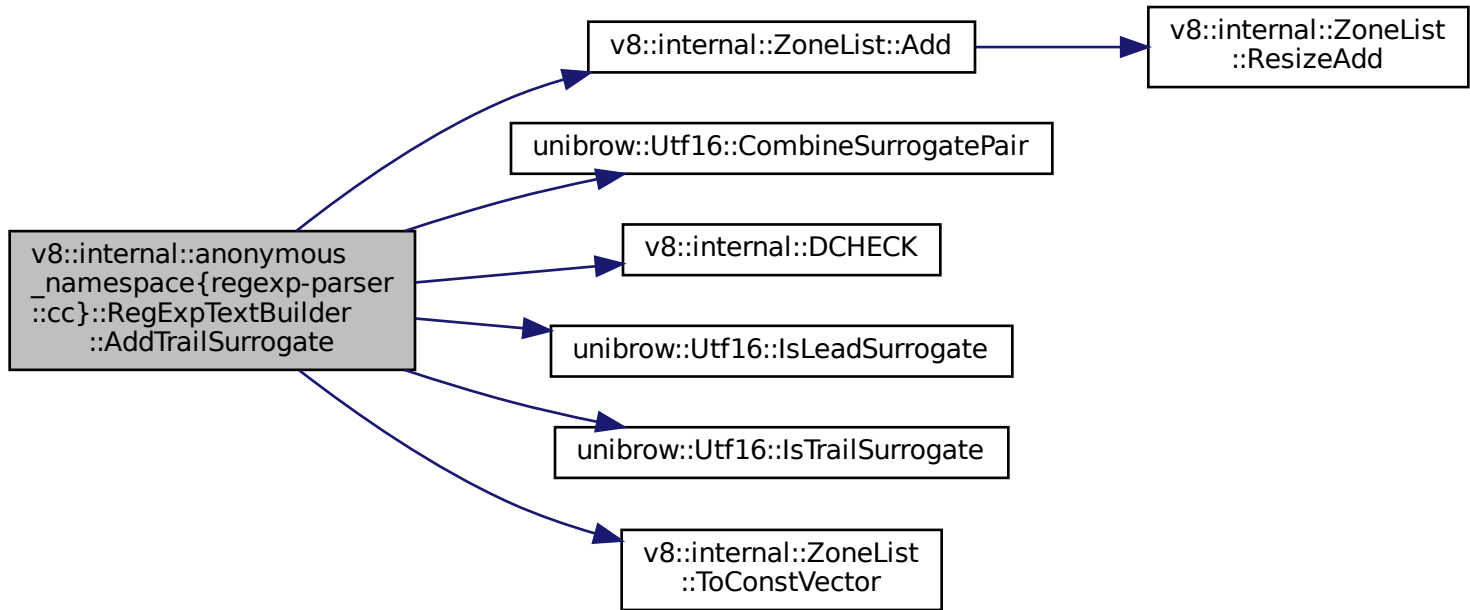 v8::internal::ZoneList::Add
v8::internal::ZoneList
::ResizeAdd
unibrow::Utf16::CombineSurrogatePair
v8::internal::anonymous
_namespace{regexp-parser
::cc}::RegExpTextBuilder
::AddTrailSurrogate
v8::internal::DCHECK
unibrow::Utf16::IsLeadSurrogate
unibrow::Utf16::IsTrailSurrogate
v8::internal::ZoneList
::ToConstVector